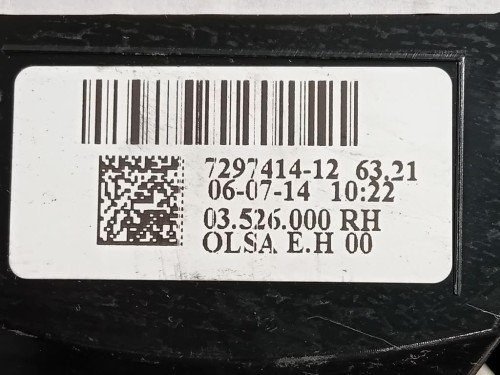 7297414-12 63.21
06-07-14 10:22
03.526.000 RH
OLSA E.H 00